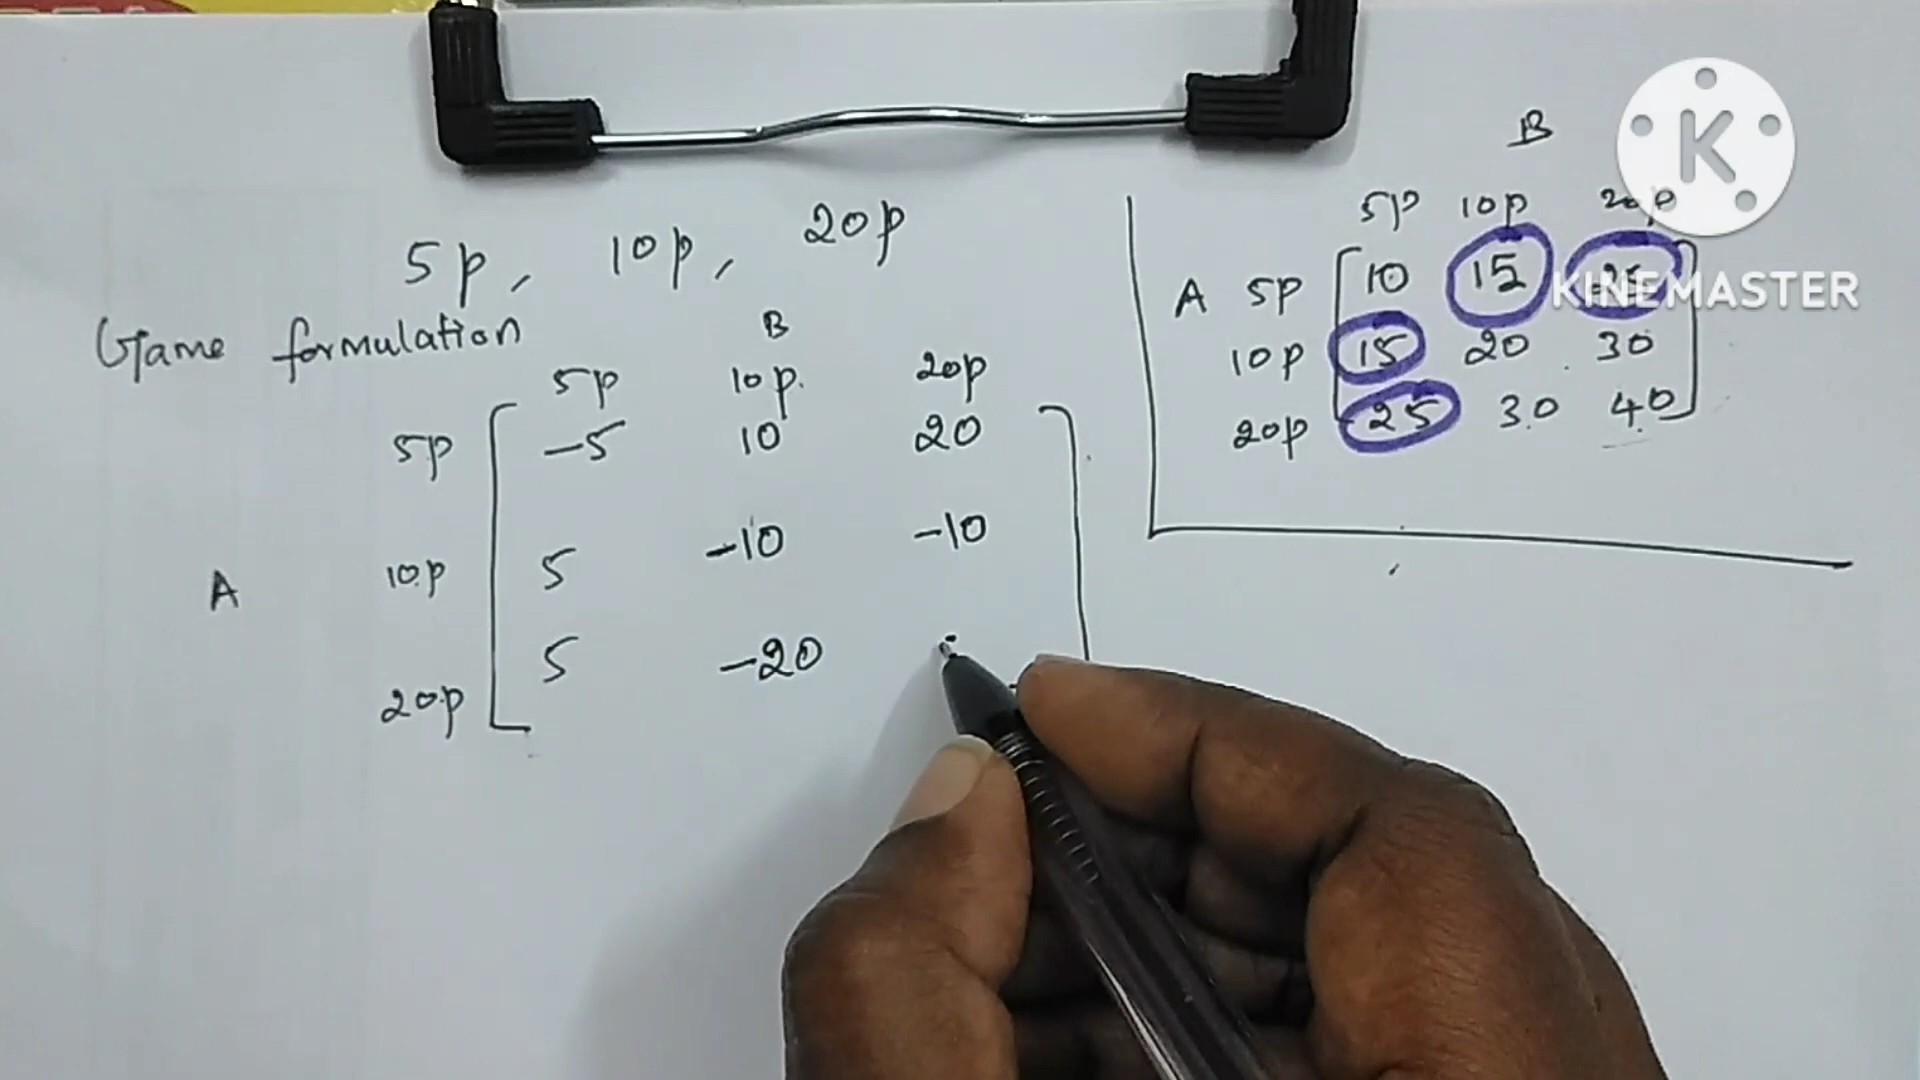 5p, 10p, 20p
Game formulation
B
5p 10p. 20p
5p -5 10 20
A 10p 5 -10 -10
20p 5 -20
B
5p 10p 20p
A 5p 10 15 25
10p 15 20 30
20p 25 30 40
K
KINEMASTER